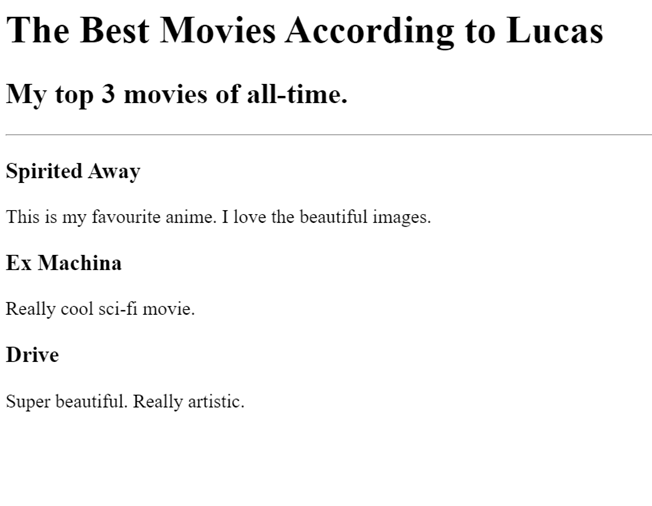 The Best Movies According to Lucas
My top 3 movies of all-time.
Spirited Away
This is my favourite anime. I love the beautiful images.
Ex Machina
Really cool sci-fi movie.
Drive
Super beautiful. Really artistic.